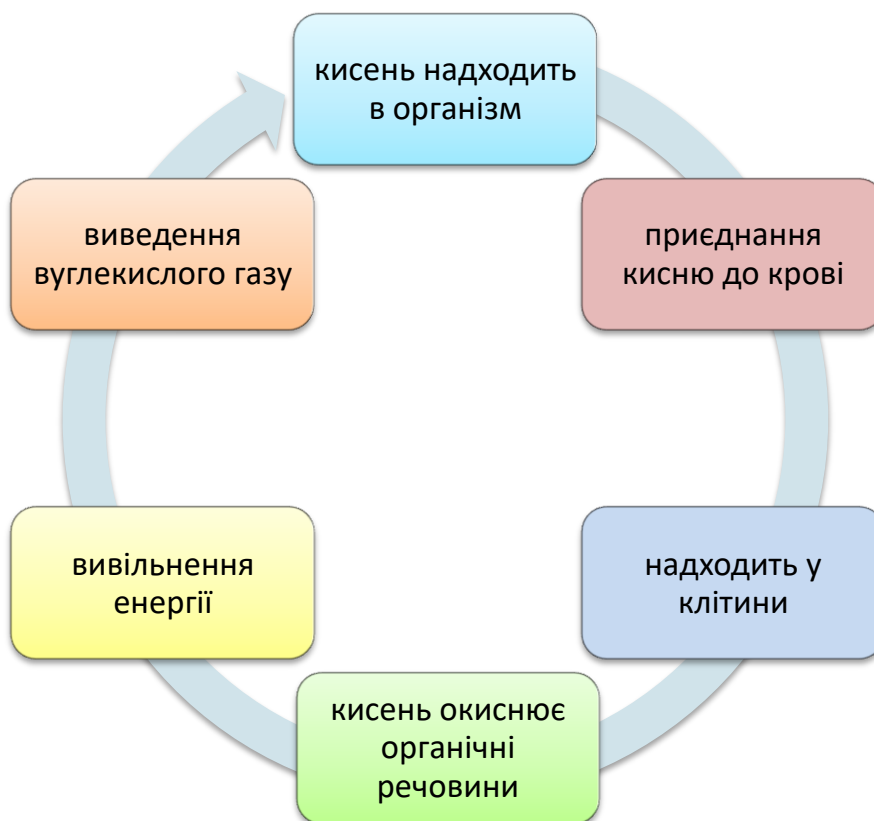 кисень надходить
в організм
приєднання
кисню до крові
надходить у
клітини
кисень окиснює
органічні
речовини
вивільнення
енергії
виведення
вуглекислого газу